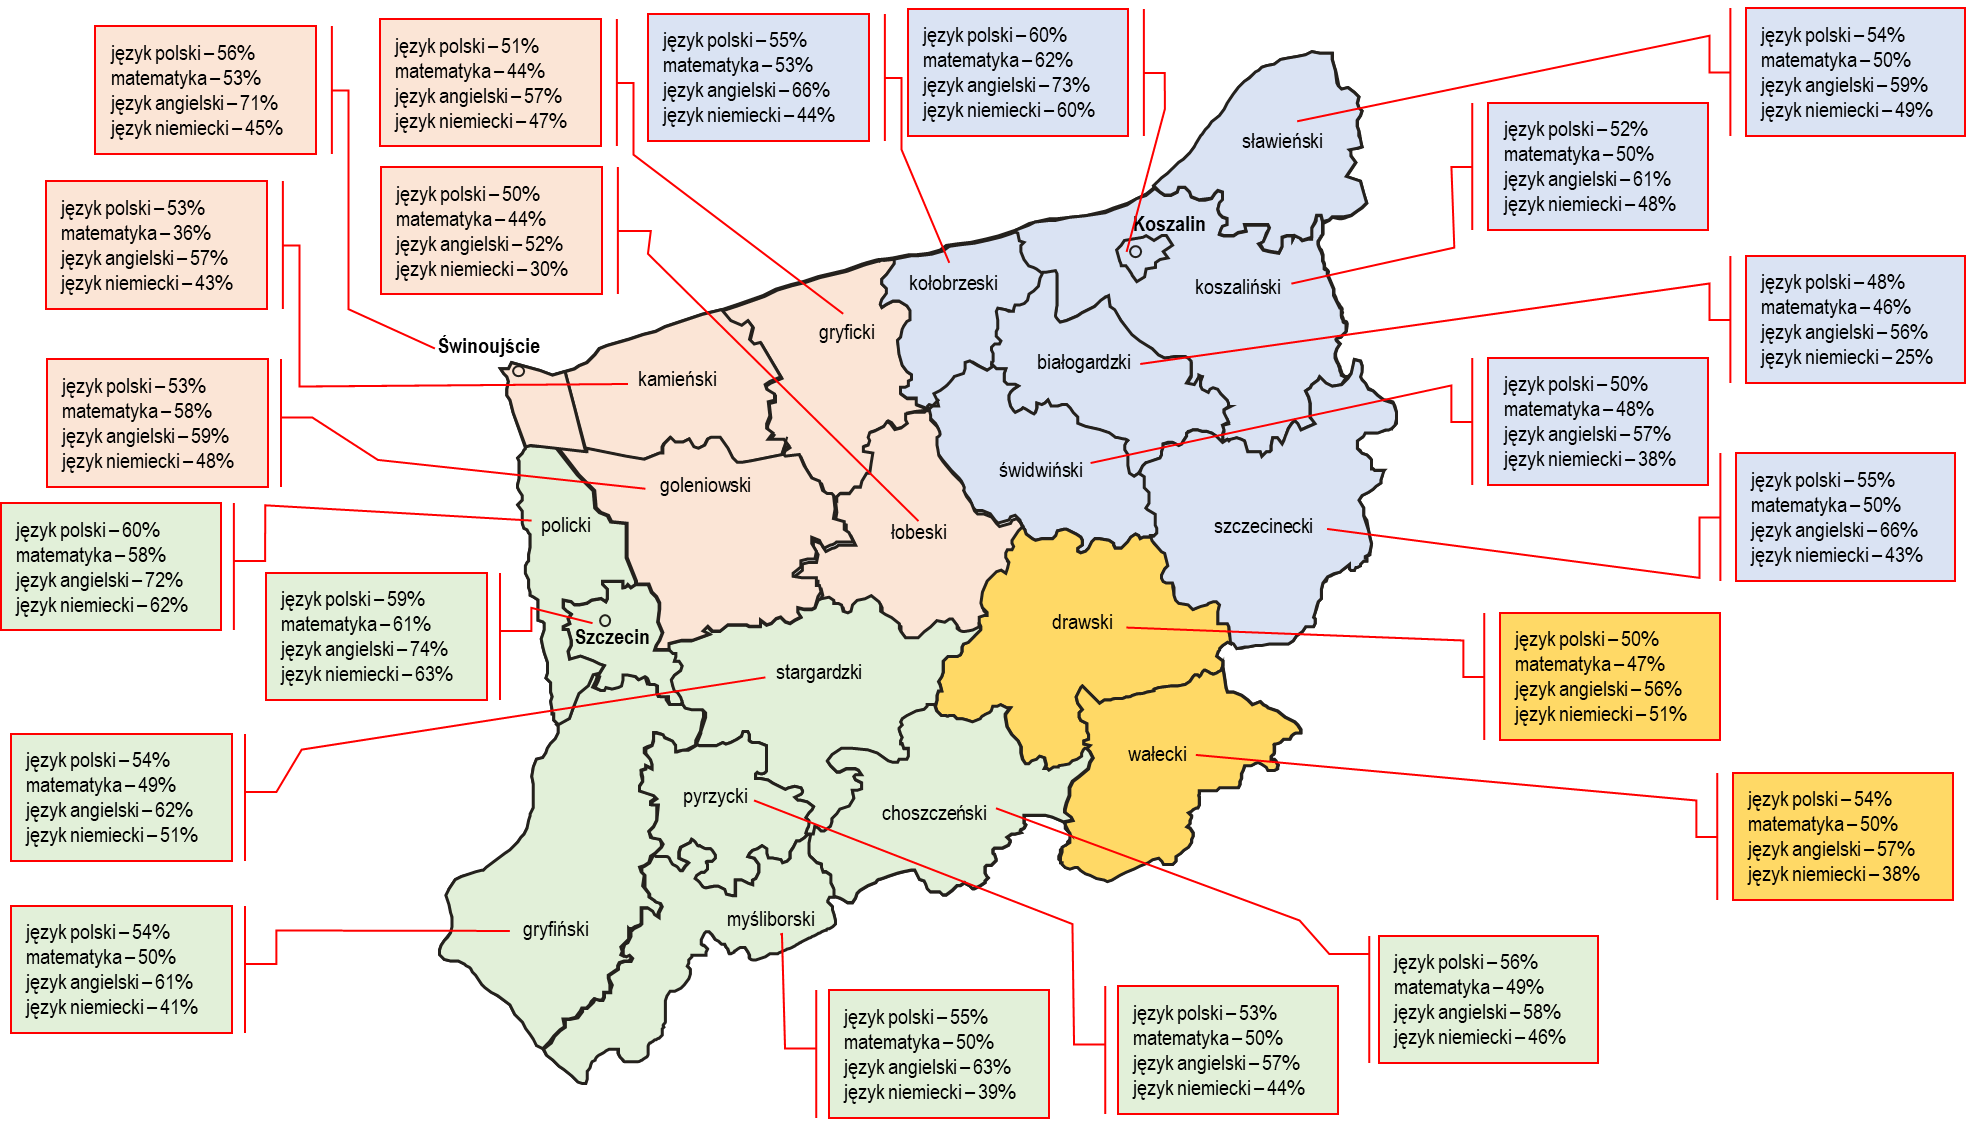 język polski – 56%
matematyka – 53%
język angielski – 71%
język niemiecki – 45%
język polski – 51%
matematyka – 44%
język angielski – 57%
język niemiecki – 47%
język polski – 55%
matematyka – 53%
język angielski – 66%
język niemiecki – 44%
język polski – 60%
matematyka – 62%
język angielski – 73%
język niemiecki – 60%
język polski – 54%
matematyka – 50%
język angielski – 59%
język niemiecki – 49%
język polski – 52%
matematyka – 50%
język angielski – 61%
język niemiecki – 48%
język polski – 53%
matematyka – 36%
język angielski – 57%
język niemiecki – 43%
język polski – 50%
matematyka – 44%
język angielski – 52%
język niemiecki – 30%
sławieński
Koszalin
kołobrzeski
koszaliński
język polski – 48%
matematyka – 46%
język angielski – 56%
język niemiecki – 25%
gryficki
Świnoujście
kamieński
białogardzki
język polski – 53%
matematyka – 58%
język angielski – 59%
język niemiecki – 48%
język polski – 50%
matematyka – 48%
język angielski – 57%
język niemiecki – 38%
świdwiński
goleniowski
policki
łobeski
szczecinecki
język polski – 55%
matematyka – 50%
język angielski – 66%
język niemiecki – 43%
język polski – 60%
matematyka – 58%
język angielski – 72%
język niemiecki – 62%
język polski – 59%
matematyka – 61%
język angielski – 74%
język niemiecki – 63%
Szczecin
drawski
stargardzki
język polski – 50%
matematyka – 47%
język angielski – 56%
język niemiecki – 51%
język polski – 54%
matematyka – 49%
język angielski – 62%
język niemiecki – 51%
wałecki
pyrzycki
choszczeński
język polski – 54%
matematyka – 50%
język angielski – 57%
język niemiecki – 38%
język polski – 54%
matematyka – 50%
język angielski – 61%
język niemiecki – 41%
gryfiński
myśliborski
język polski – 56%
matematyka – 49%
język angielski – 58%
język niemiecki – 46%
język polski – 55%
matematyka – 50%
język angielski – 63%
język niemiecki – 39%
język polski – 53%
matematyka – 50%
język angielski – 57%
język niemiecki – 44%